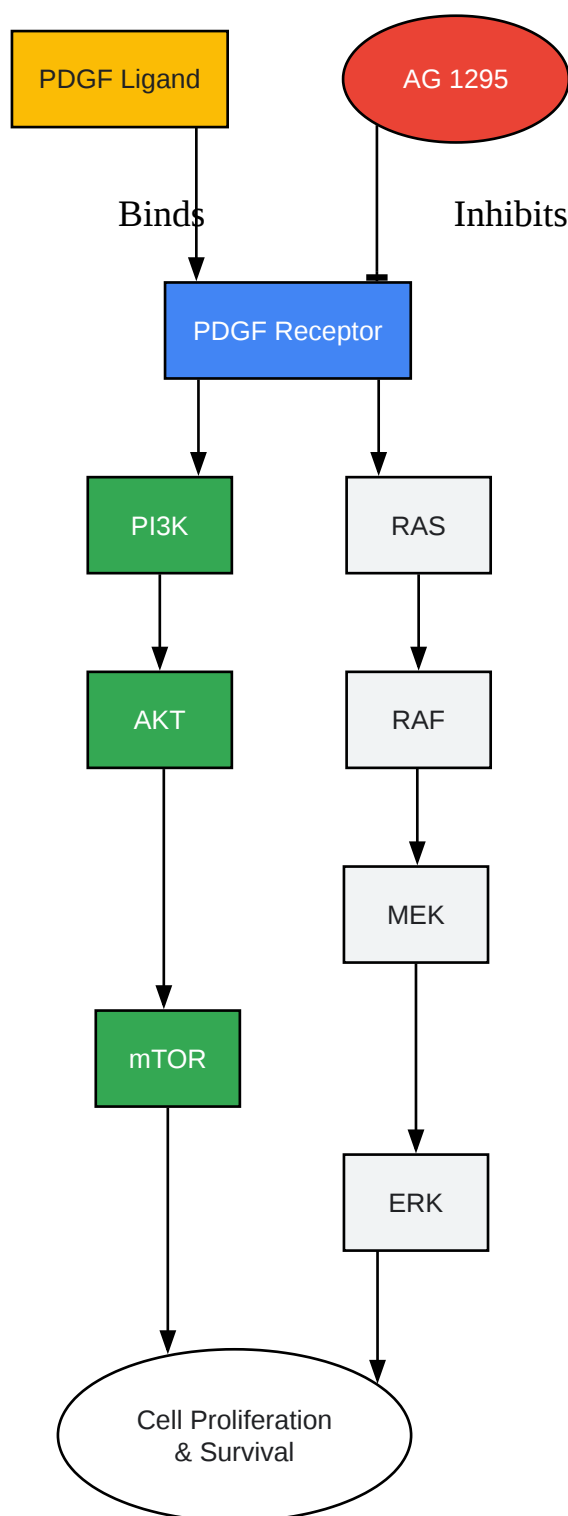 PDGF Ligand
AG 1295
Binds
Inhibits
PDGF Receptor
PI3K
RAS
AKT
RAF
MEK
mTOR
ERK
Cell Proliferation
& Survival